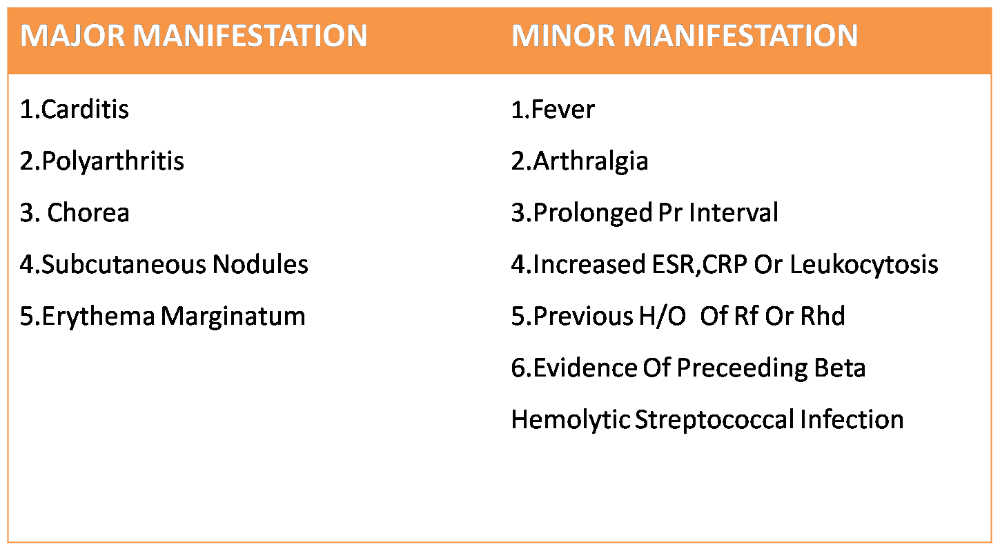 MAJOR MANIFESTATION
MINOR MANIFESTATION
1.Carditis
2.Polyarthritis
3. Chorea
4.Subcutaneous Nodules
5.Erythema Marginatum
1.Fever
2.Arthralgia
3.Prolonged Pr Interval
4.Increased ESR,CRP Or Leukocytosis
5.Previous H/O  Of Rf Or Rhd
6.Evidence Of Preceeding Beta
Hemolytic Streptococcal Infection